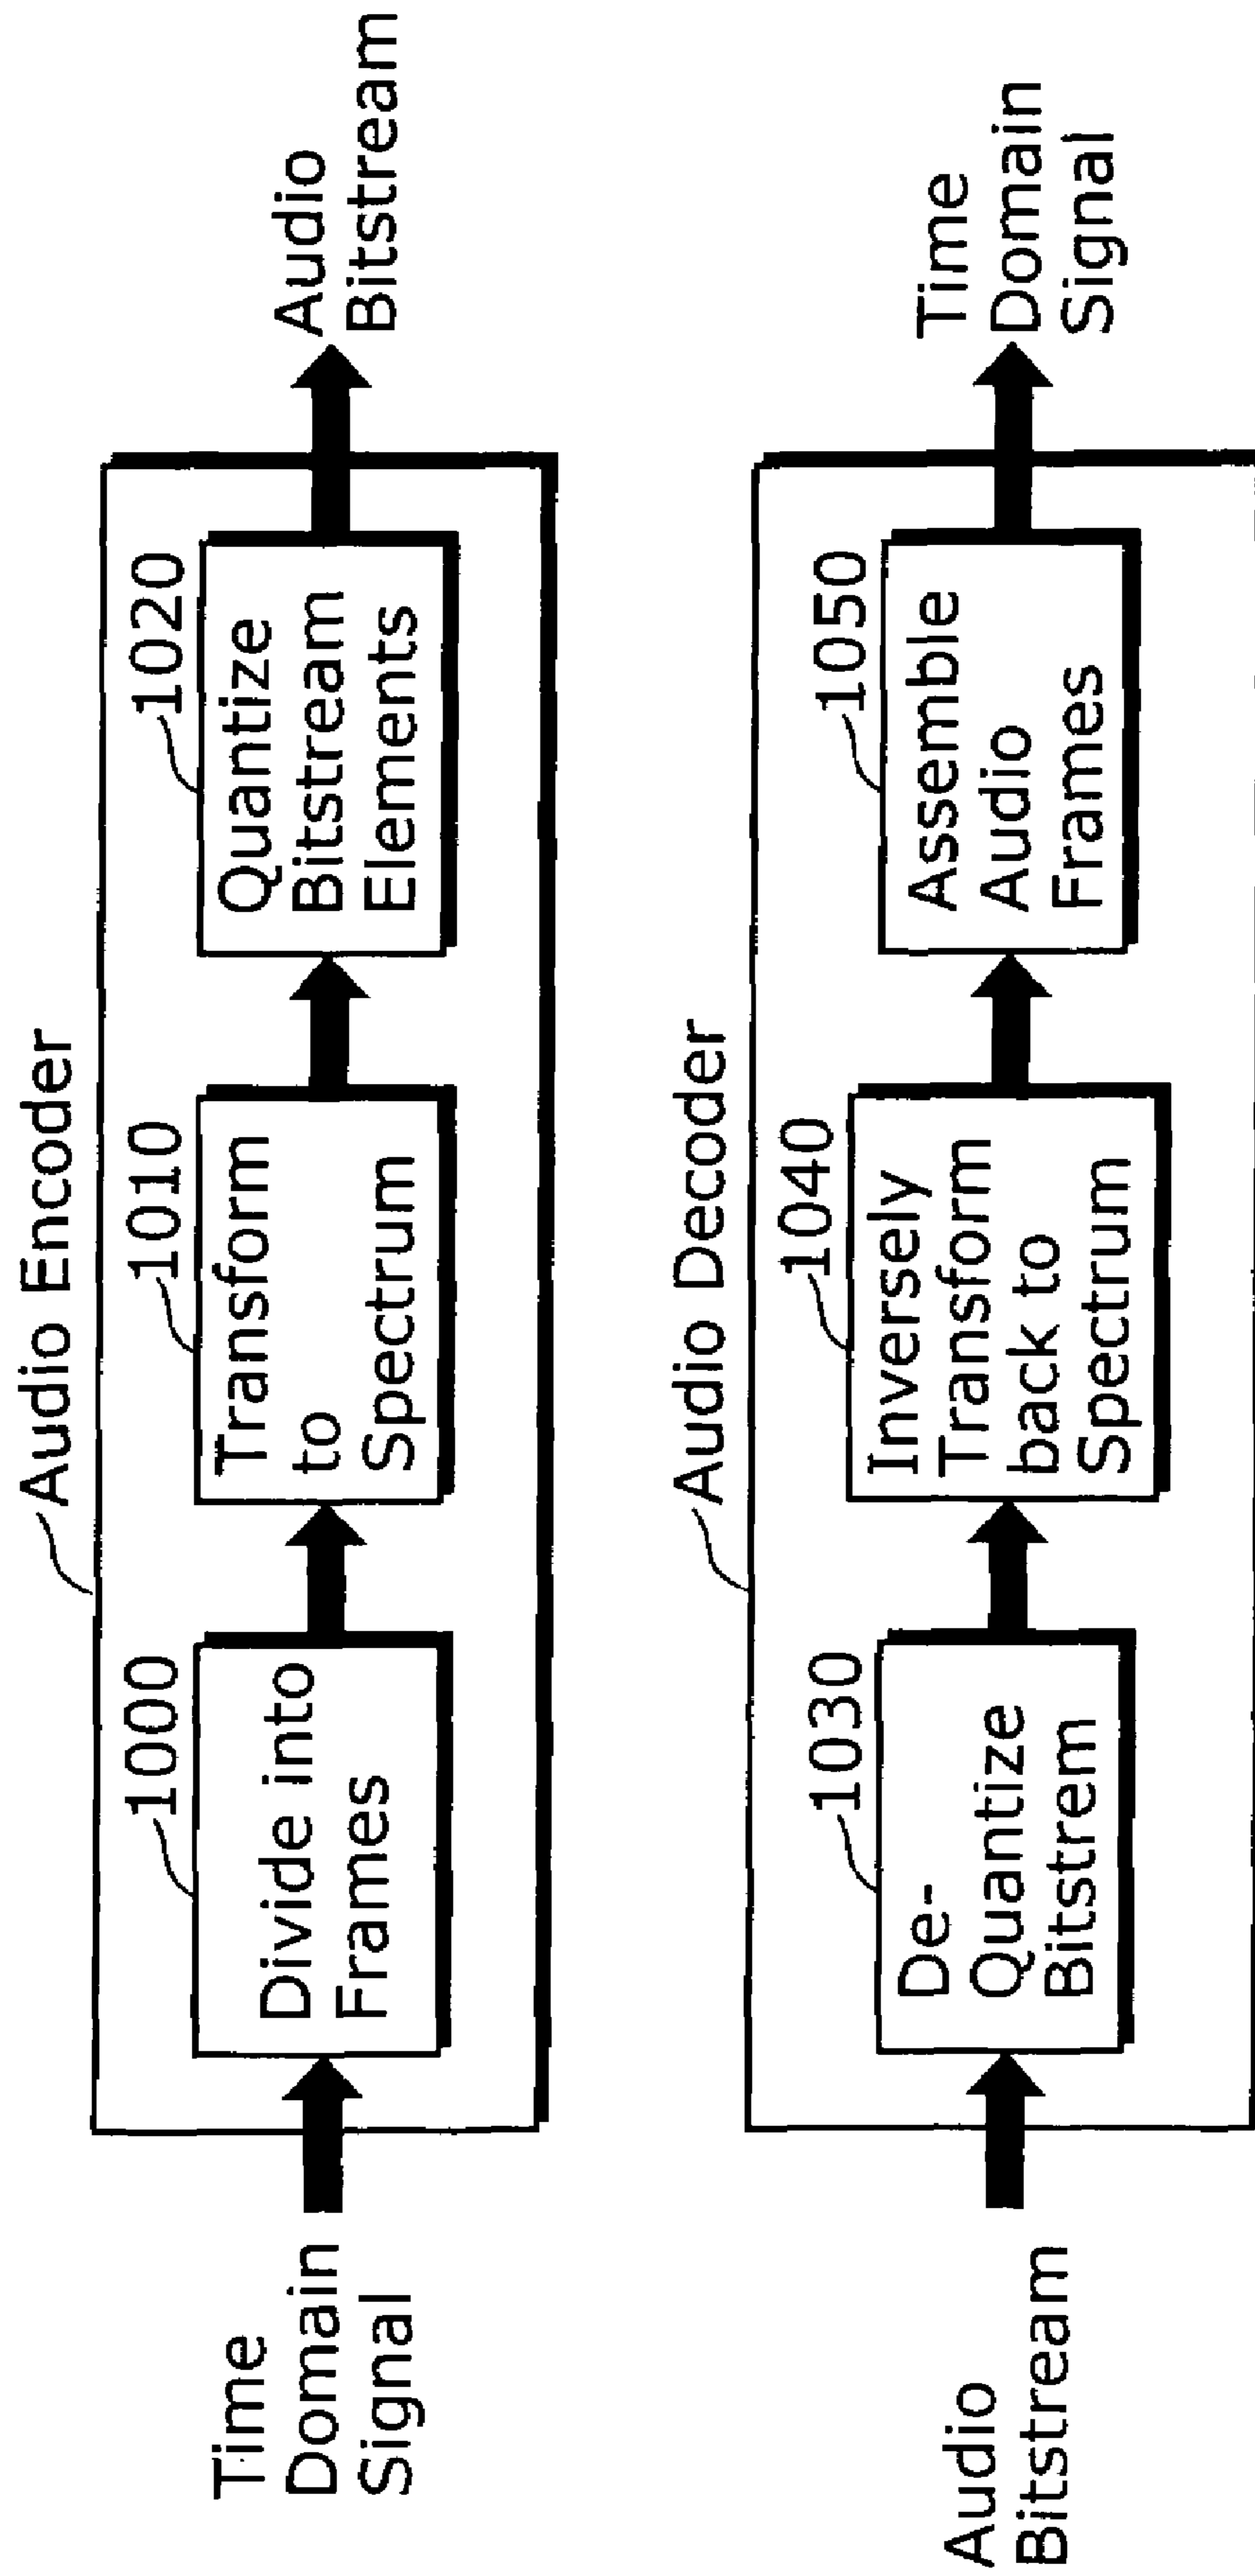 Audio Encoder
Time
Domain
Signal
1000
Divide into
Frames
1010
Transform
to
Spectrum
1020
Quantize
Bitstream
Elements
Audio
Bitstream
Audio Decoder
Audio
Bitstream
1030
De-
Quantize
Bitstrem
1040
Inversely
Transform
back to
Spectrum
1050
Assemble
Audio
Frames
Time
Domain
Signal